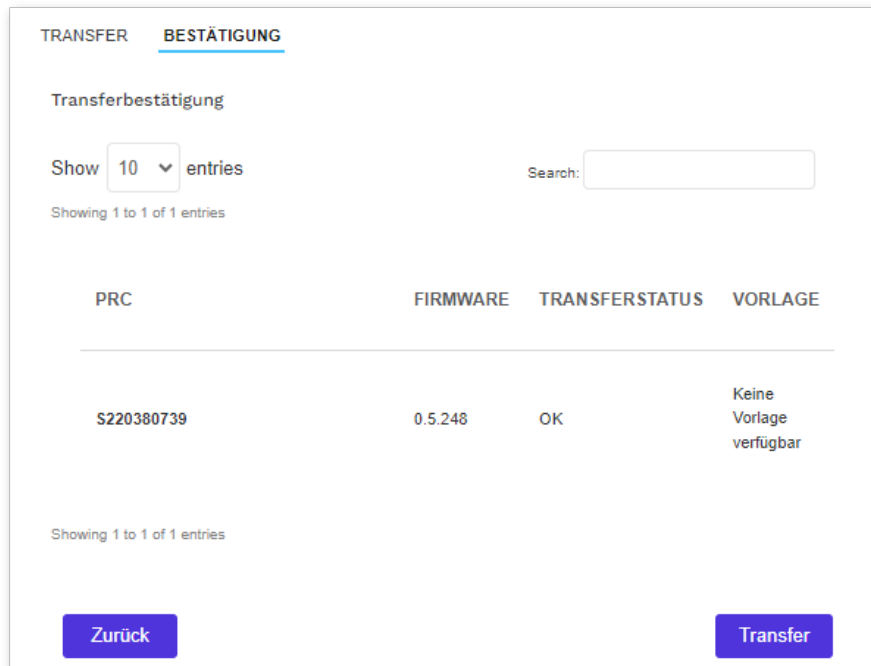 TRANSFER BESTÄTIGUNG
Transferbestätigung
Show 10 entries
Search:
Showing 1 to 1 of 1 entries
PRC FIRMWARE TRANSFERSTATUS VORLAGE
S220380739 0.5.248 OK Keine
Vorlage
verfügbar
Showing 1 to 1 of 1 entries
Zurück Transfer